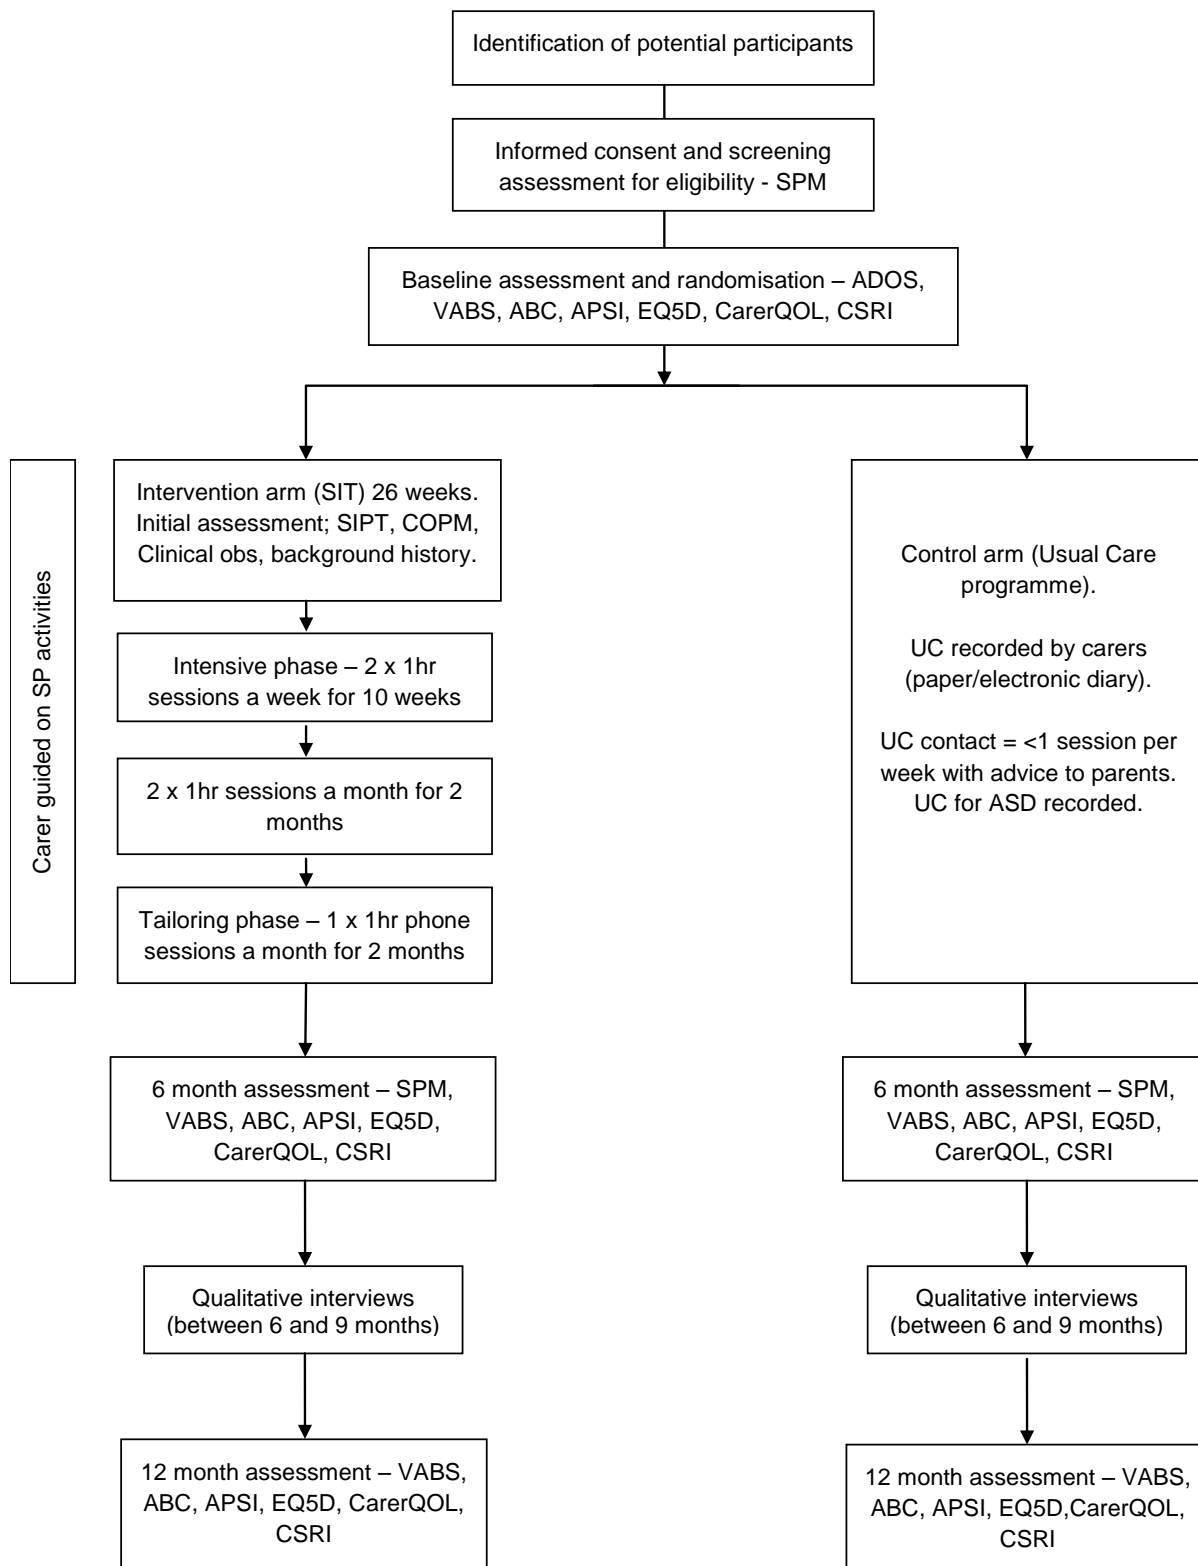 Identification of potential participants
Informed consent and screening
assessment for eligibility - SPM
Baseline assessment and randomisation – ADOS,
VABS, ABC, APSI, EQ5D, CarerQOL, CSRI
Carer guided on SP activities
Intervention arm (SIT) 26 weeks.
Initial assessment; SIPT, COPM,
Clinical obs, background history.
Intensive phase – 2 x 1hr
sessions a week for 10 weeks
2 x 1hr sessions a month for 2
months
Tailoring phase – 1 x 1hr phone
sessions a month for 2 months
Control arm (Usual Care
programme).
UC recorded by carers
(paper/electronic diary).
UC contact = <1 session per
week with advice to parents.
UC for ASD recorded.
6 month assessment – SPM,
VABS, ABC, APSI, EQ5D,
CarerQOL, CSRI
6 month assessment – SPM,
VABS, ABC, APSI, EQ5D,
CarerQOL, CSRI
Qualitative interviews
(between 6 and 9 months)
Qualitative interviews
(between 6 and 9 months)
12 month assessment – VABS,
ABC, APSI, EQ5D, CarerQOL,
CSRI
12 month assessment – VABS,
ABC, APSI, EQ5D,CarerQOL,
CSRI